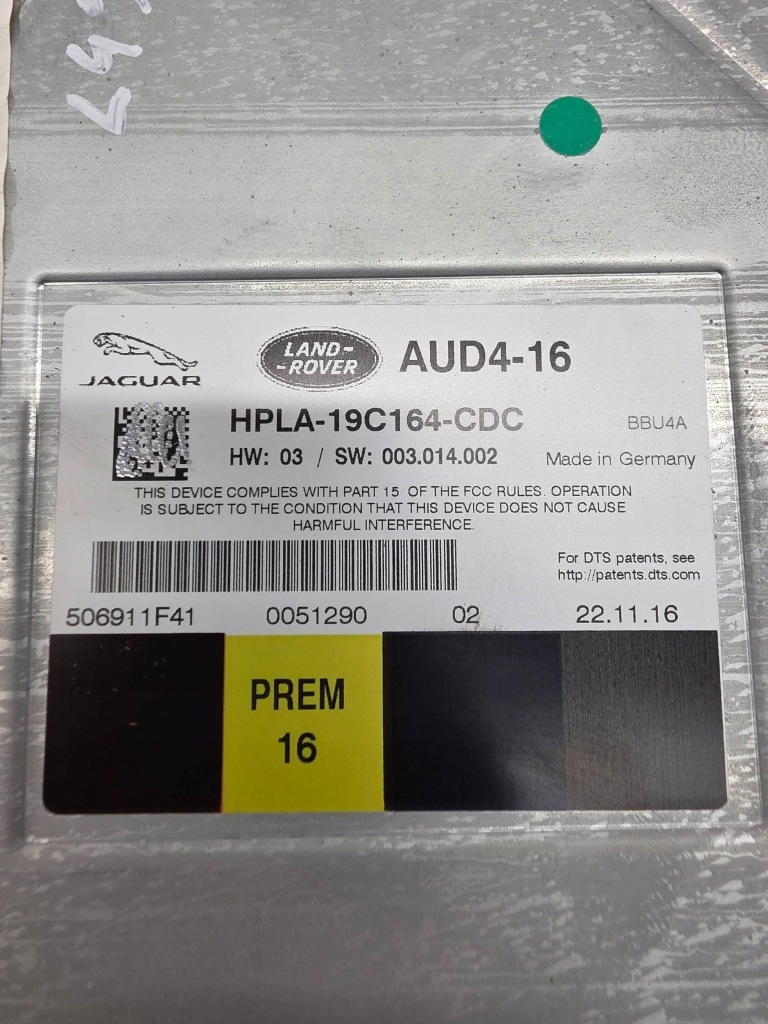 JAGUAR
LAND-
-ROVER
AUD4-16
HPLA-19C164-CDC
BBU4A
HW: 03 / SW: 003.014.002
Made in Germany
THIS DEVICE COMPLIES WITH PART 15 OF THE FCC RULES. OPERATION
IS SUBJECT TO THE CONDITION THAT THIS DEVICE DOES NOT CAUSE
HARMFUL INTERFERENCE.
For DTS patents, see
http://patents.dts.com
506911F41 0051290 02 22.11.16
PREM
16